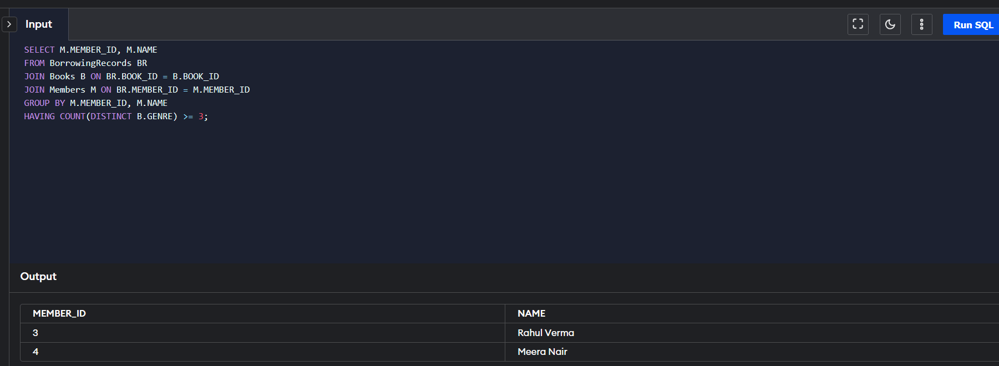 Input
Run SQL
SELECT M.MEMBER_ID, M.NAME
FROM BorrowingRecords BR
JOIN Books B ON BR.BOOK_ID = B.BOOK_ID
JOIN Members M ON BR.MEMBER_ID = M.MEMBER_ID
GROUP BY M.MEMBER_ID, M.NAME
HAVING COUNT(DISTINCT B.GENRE) >= 3;
Output
MEMBER_ID NAME
3 Rahul Verma
4 Meera Nair